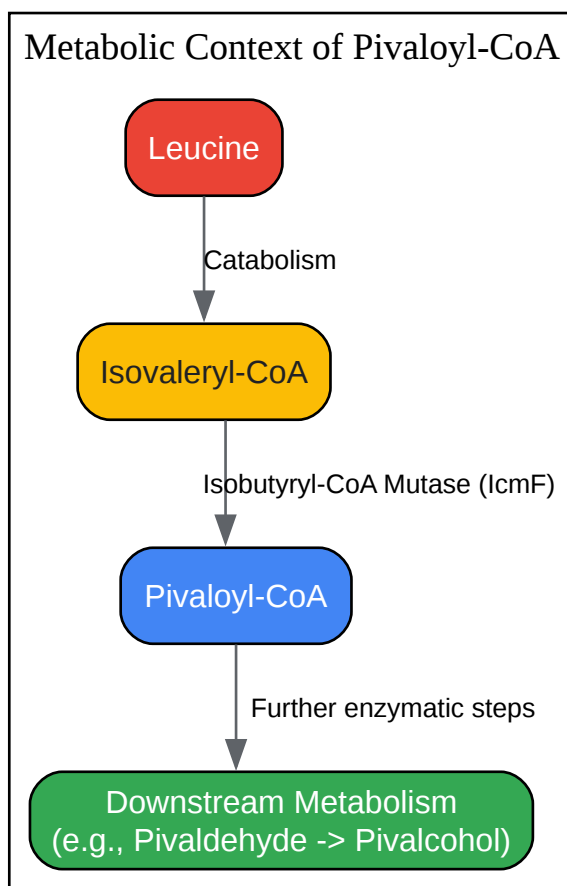 Metabolic Context of Pivaloyl-CoA
Leucine
Catabolism
Isovaleryl-CoA
Isobutyryl-CoA Mutase (IcmF)
Pivaloyl-CoA
Further enzymatic steps
Downstream Metabolism
(e.g., Pivaldehyde -> Pivalcohol)